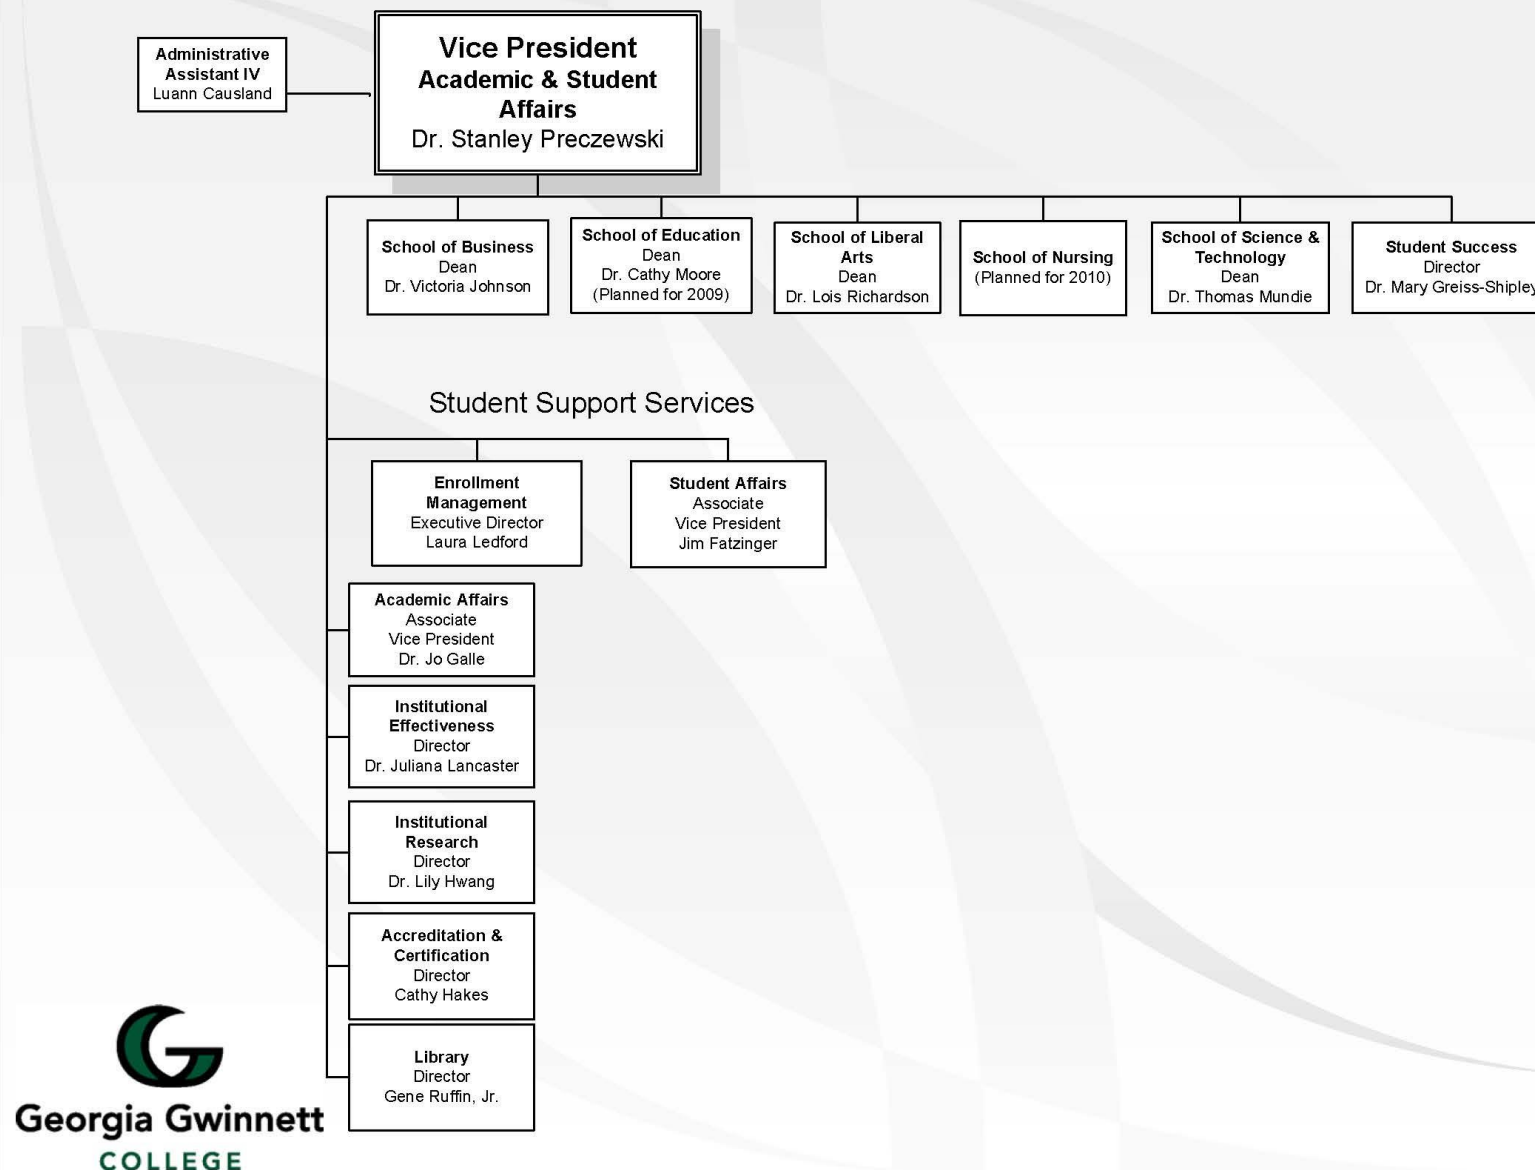 Administrative
Assistant IV
Luann Causland
Vice President
Academic & Student
Affairs
Dr. Stanley Preczewski
School of Business
Dean
Dr. Victoria Johnson
School of Education
Dean
Dr. Cathy Moore
(Planned for 2009)
School of Liberal
Arts
Dean
Dr. Lois Richardson
School of Nursing
(Planned for 2010)
School of Science &
Technology
Dean
Dr. Thomas Mundie
Student Success
Director
Dr. Mary Greiss-Shipley
Student Support Services
Enrollment
Management
Executive Director
Laura Ledford
Student Affairs
Associate
Vice President
Jim Fatzinger
Academic Affairs
Associate
Vice President
Dr. Jo Galle
Institutional
Effectiveness
Director
Dr. Juliana Lancaster
Institutional
Research
Director
Dr. Lily Hwang
Accreditation &
Certification
Director
Cathy Hakes
Library
Director
Gene Ruffin, Jr.
Georgia Gwinnett
COLLEGE